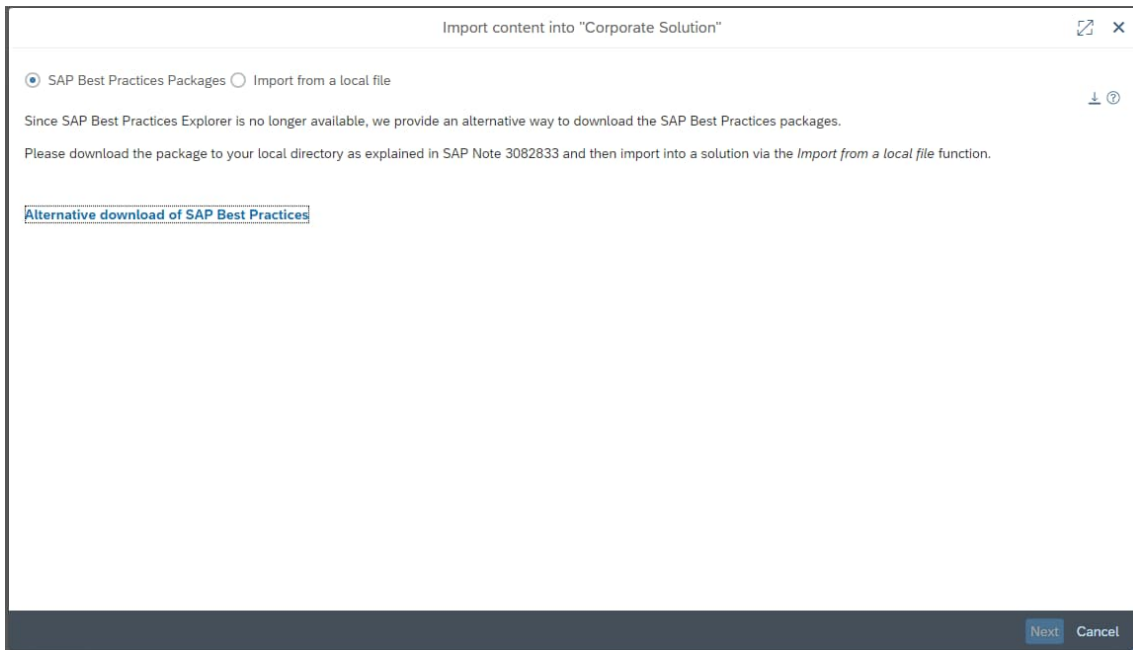 Import content into "Corporate Solution"
SAP Best Practices Packages Import from a local file
Since SAP Best Practices Explorer is no longer available, we provide an alternative way to download the SAP Best Practices packages.
Please download the package to your local directory as explained in SAP Note 3082833 and then import into a solution via the Import from a local file function.
Alternative download of SAP Best Practices
Next Cancel